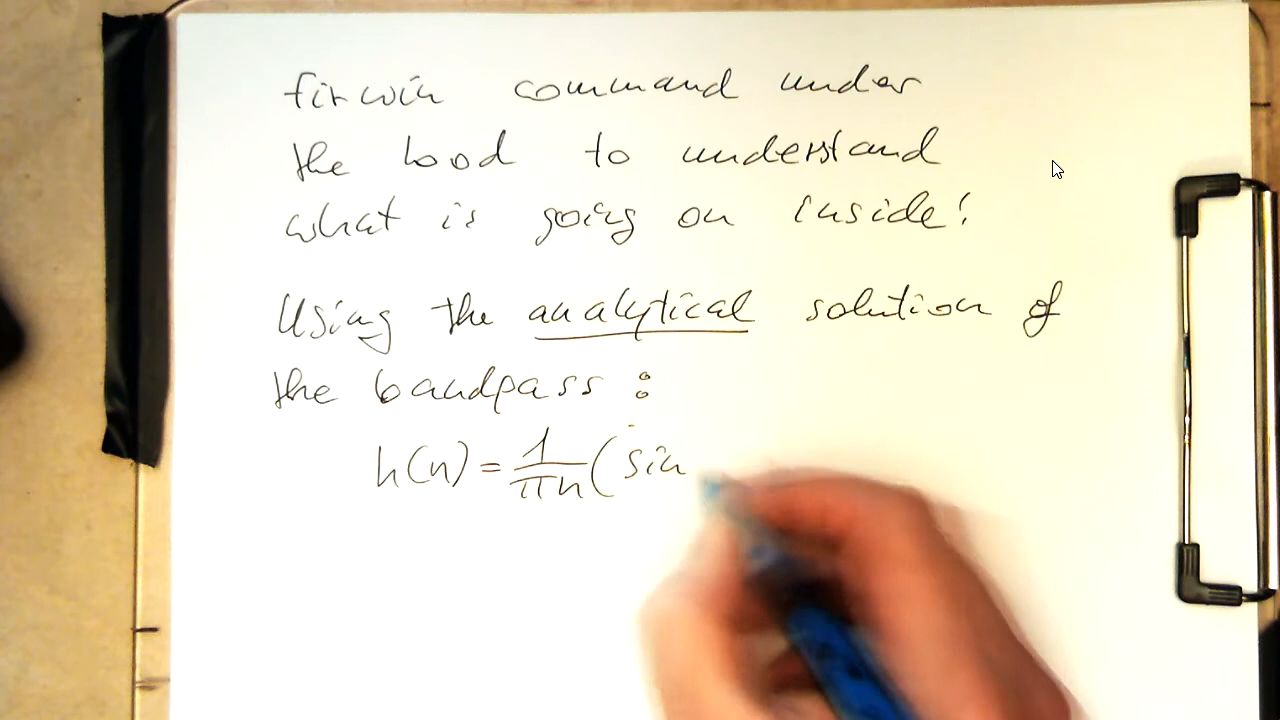 firwin command under
the hood to understand
what is going on inside!
Using the analytical solution of
the bandpass :
h(n) = 1/πn ( sin